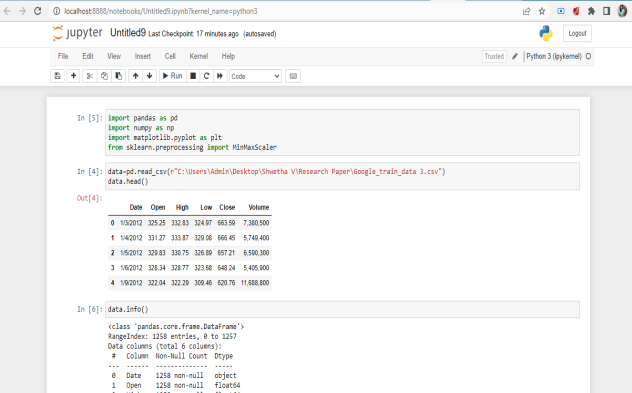 localhost:8888/notebooks/Untitled9.ipynb?kernel_name=python3
jupyter Untitled9 Last Checkpoint: 17 minutes ago (autosaved)
Logout
File Edit View Insert Cell Kernel Help
Trusted Python 3 (ipykernel)
Run Code
In [5]: import pandas as pd
import numpy as np
import matplotlib.pyplot as plt
from sklearn.preprocessing import MinMaxScaler
In [4]: data=pd.read_csv(r"C:\Users\Admin\Desktop\Shwetha V\Research Paper\Google_train_data 3.csv")
data.head()
Out[4]:
Date Open High Low Close Volume
0 1/3/2012 325.25 332.83 324.97 663.59 7,380,500
1 1/4/2012 331.27 333.87 329.08 666.45 5,749,400
2 1/5/2012 329.83 330.75 326.89 657.21 6,590,300
3 1/6/2012 328.34 328.77 323.68 648.24 5,405,900
4 1/9/2012 322.04 322.29 309.46 620.76 11,688,800
In [6]: data.info()
<class 'pandas.core.frame.DataFrame'>
RangeIndex: 1258 entries, 0 to 1257
Data columns (total 6 columns):
# Column Non-Null Count Dtype
--- ------ -------------- -----
0 Date 1258 non-null object
1 Open 1258 non-null float64